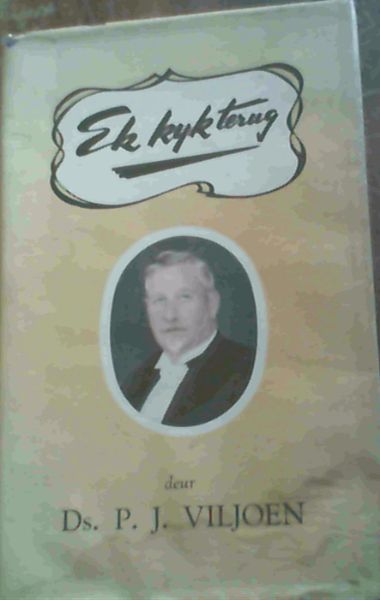 Ek kyk terug
deur
Ds. P. J. VILJOEN